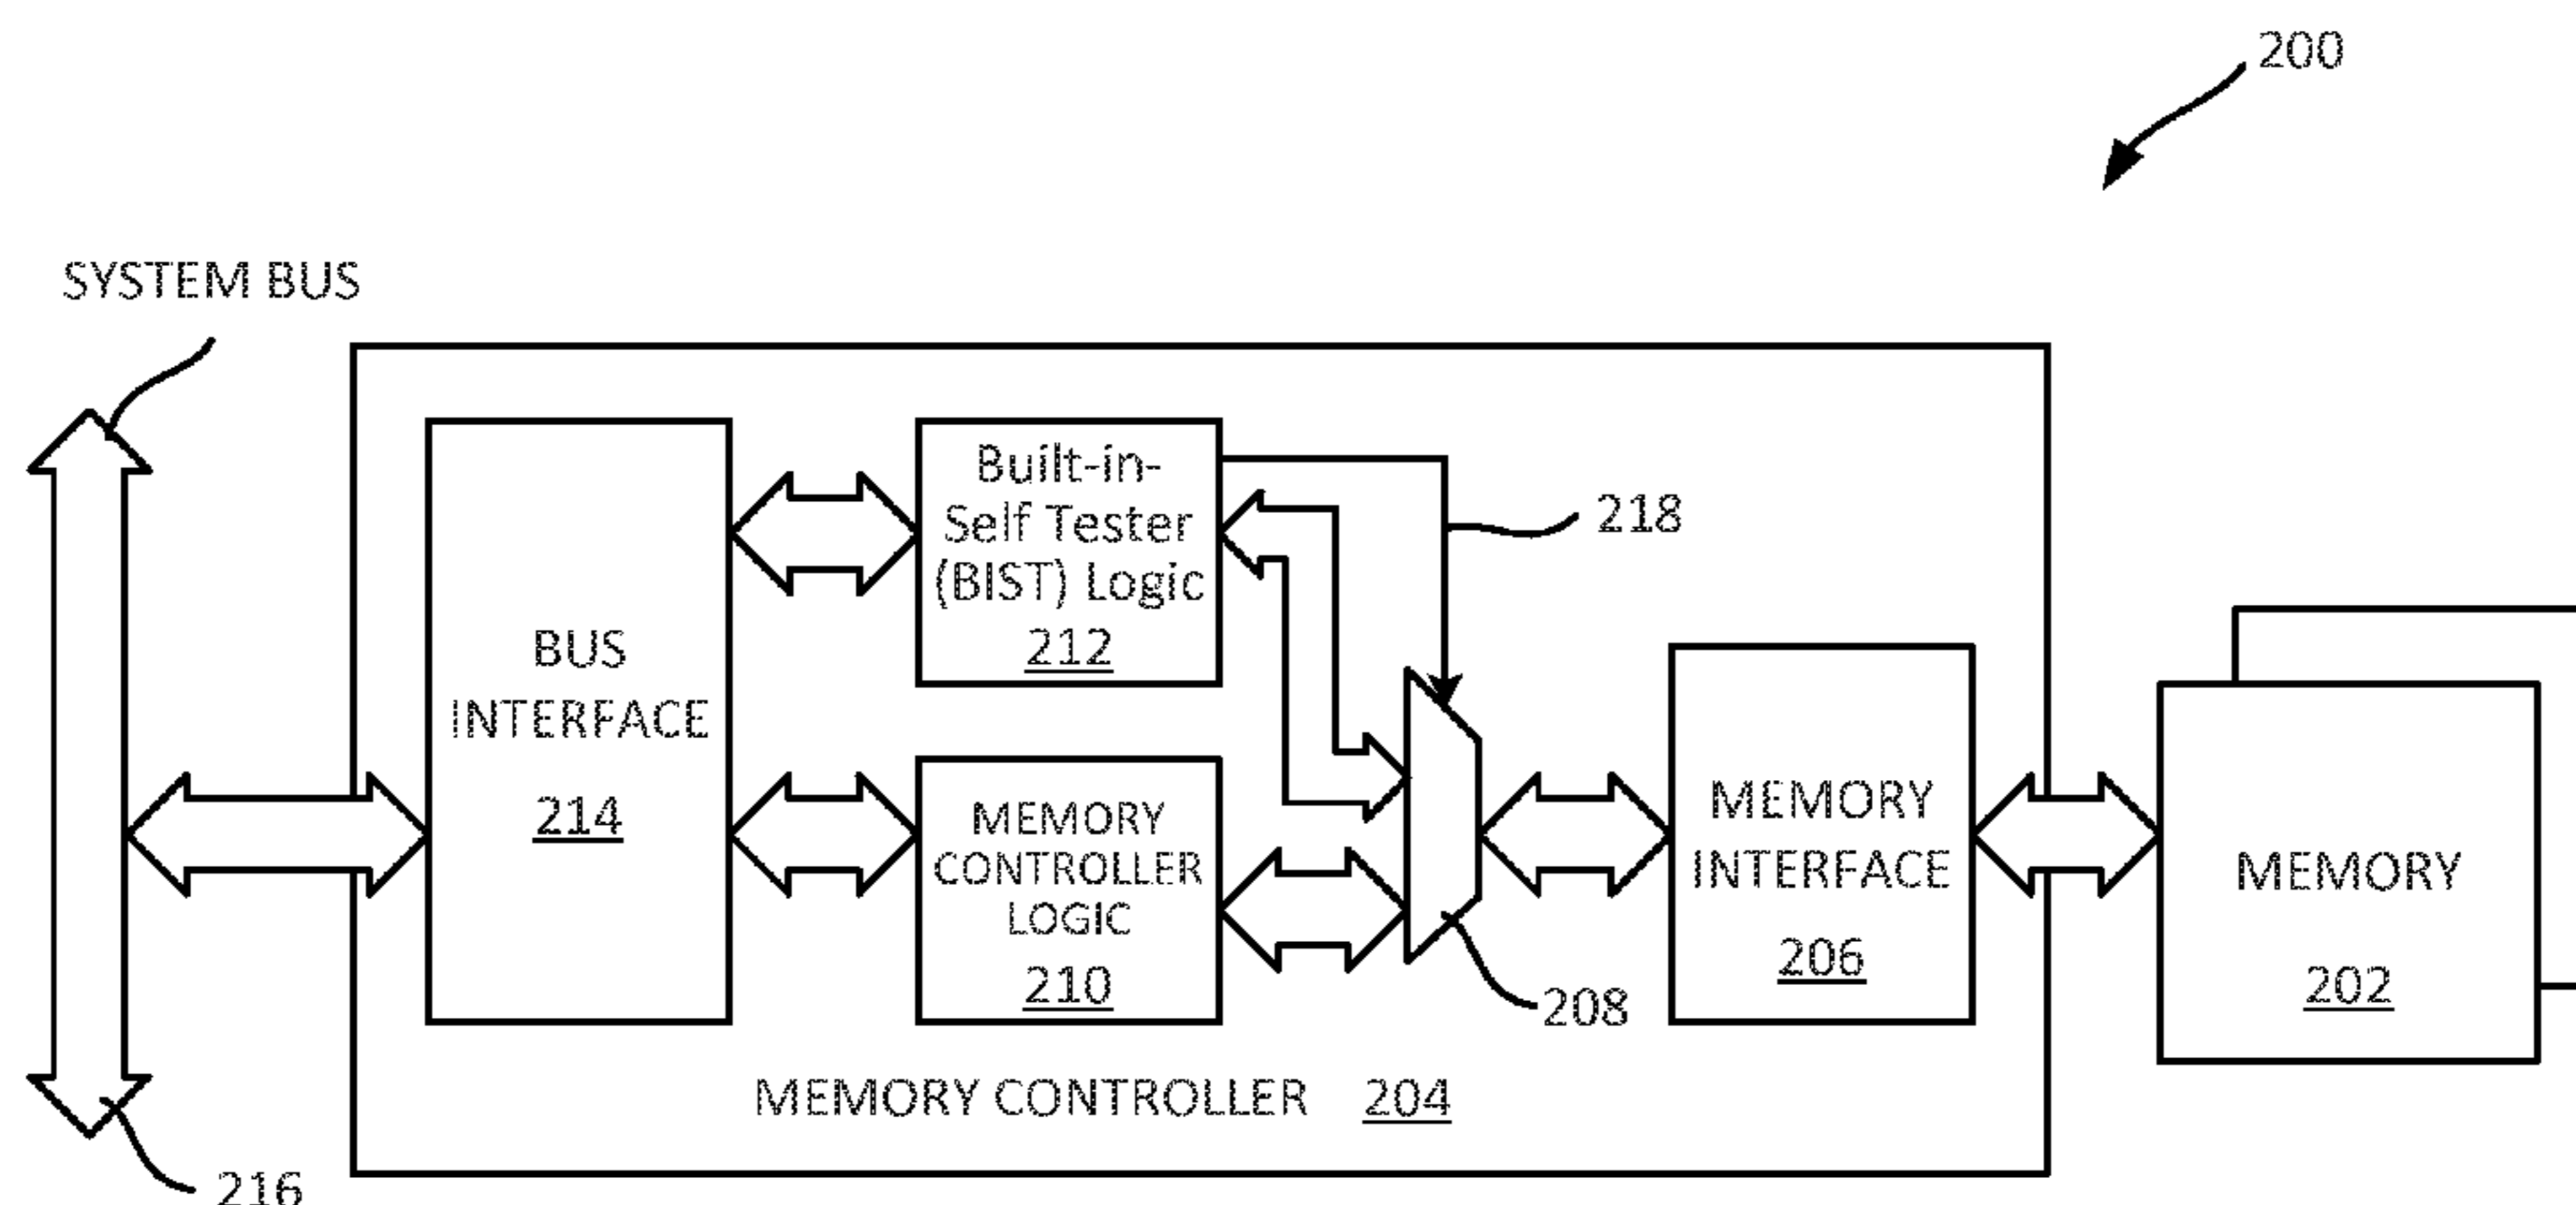 200
SYSTEM BUS
Built-in-
Self Tester
(BIST) Logic
212
218
BUS
INTERFACE
214
MEMORY
CONTROLLER
LOGIC
210
208
MEMORY
INTERFACE
206
MEMORY
202
MEMORY CONTROLLER 204
216